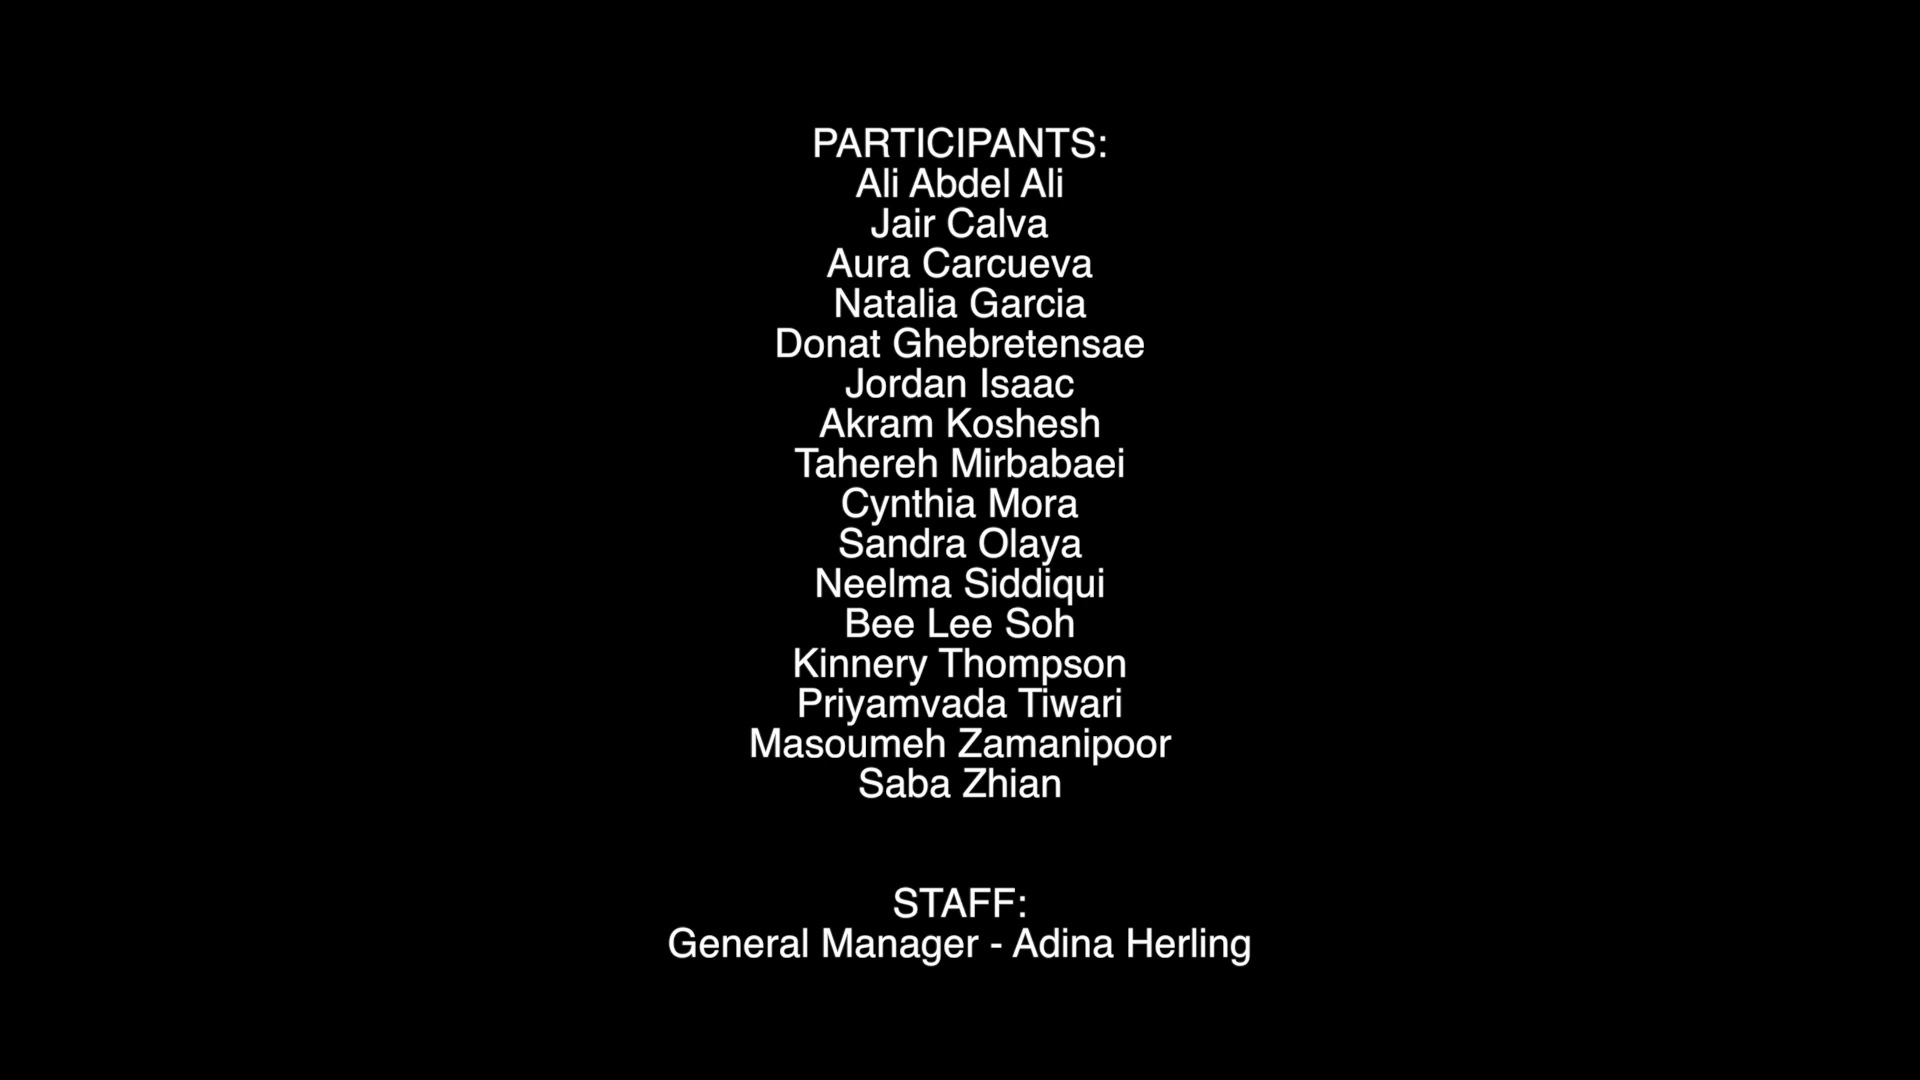 PARTICIPANTS:
Ali Abdel Ali
Jair Calva
Aura Carcueva
Natalia Garcia
Donat Ghebretensae
Jordan Isaac
Akram Koshesh
Tahereh Mirbabaei
Cynthia Mora
Sandra Olaya
Neelma Siddiqui
Bee Lee Soh
Kinnery Thompson
Priyamvada Tiwari
Masoumeh Zamanipoor
Saba Zhian
STAFF:
General Manager - Adina Herling